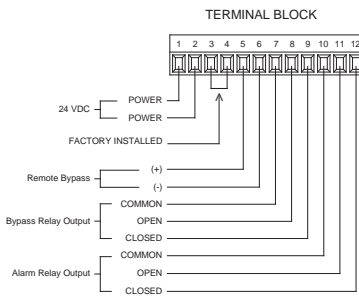 TERMINAL BLOCK
1 2 3 4 5 6 7 8 9 10 11 12
POWER
24 VDC
POWER
FACTORY INSTALLED
(+)
Remote Bypass
(-)
COMMON
Bypass Relay Output OPEN
CLOSED
COMMON
Alarm Relay Output OPEN
CLOSED